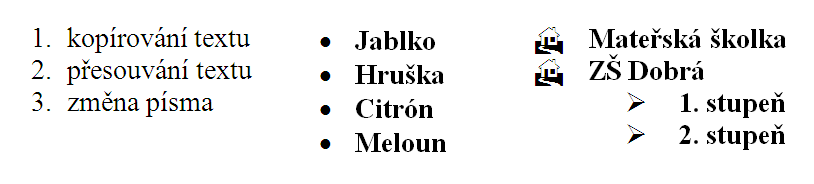 1. kopírování textu
2. přesouvání textu
3. změna písma
• Jablko
• Hruška
• Citrón
• Meloun
Mateřská školka
ZŠ Dobrá
➢ 1. stupeň
➢ 2. stupeň